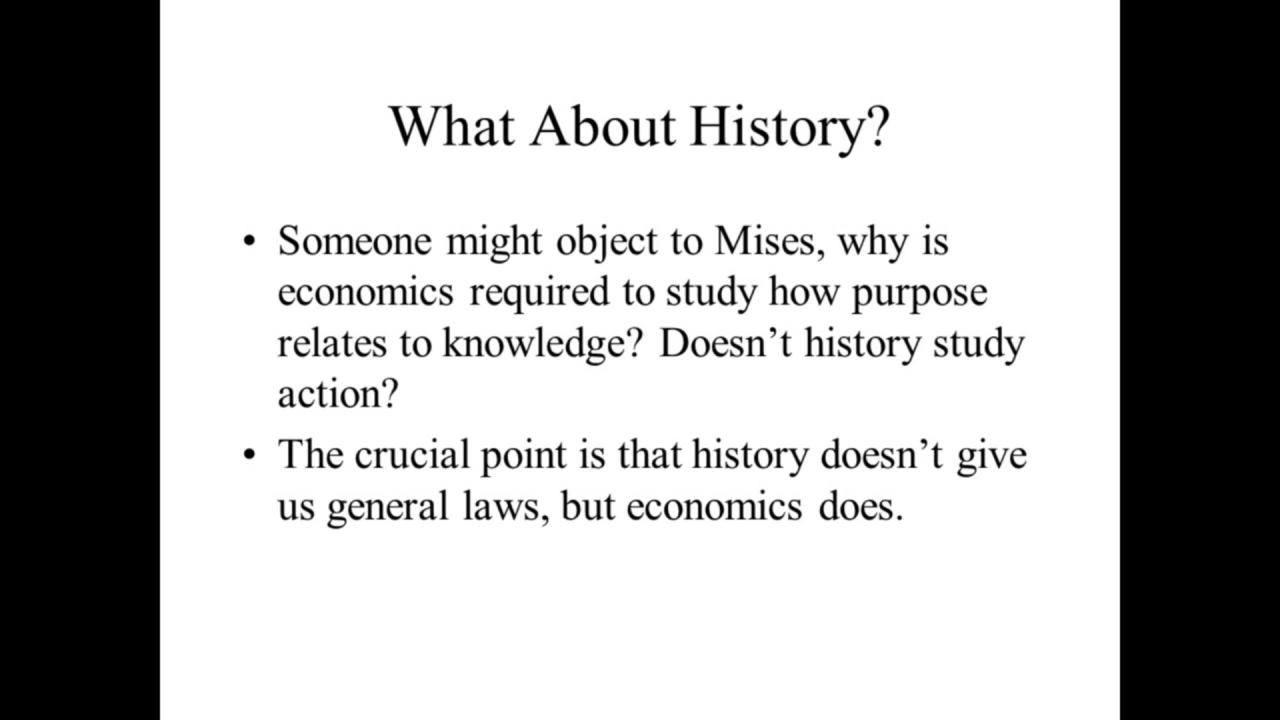 What About History?
• Someone might object to Mises, why is
economics required to study how purpose
relates to knowledge? Doesn’t history study
action?
• The crucial point is that history doesn’t give
us general laws, but economics does.